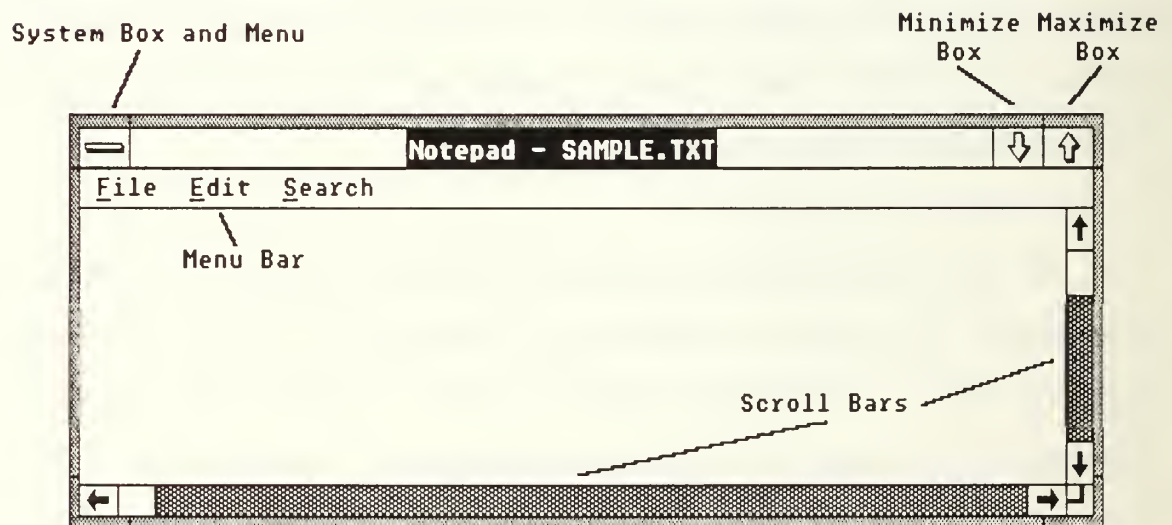 System Box and Menu
Minimize Maximize
Box Box
Notepad - SAMPLE.TXT
File Edit Search
Menu Bar
Scroll Bars